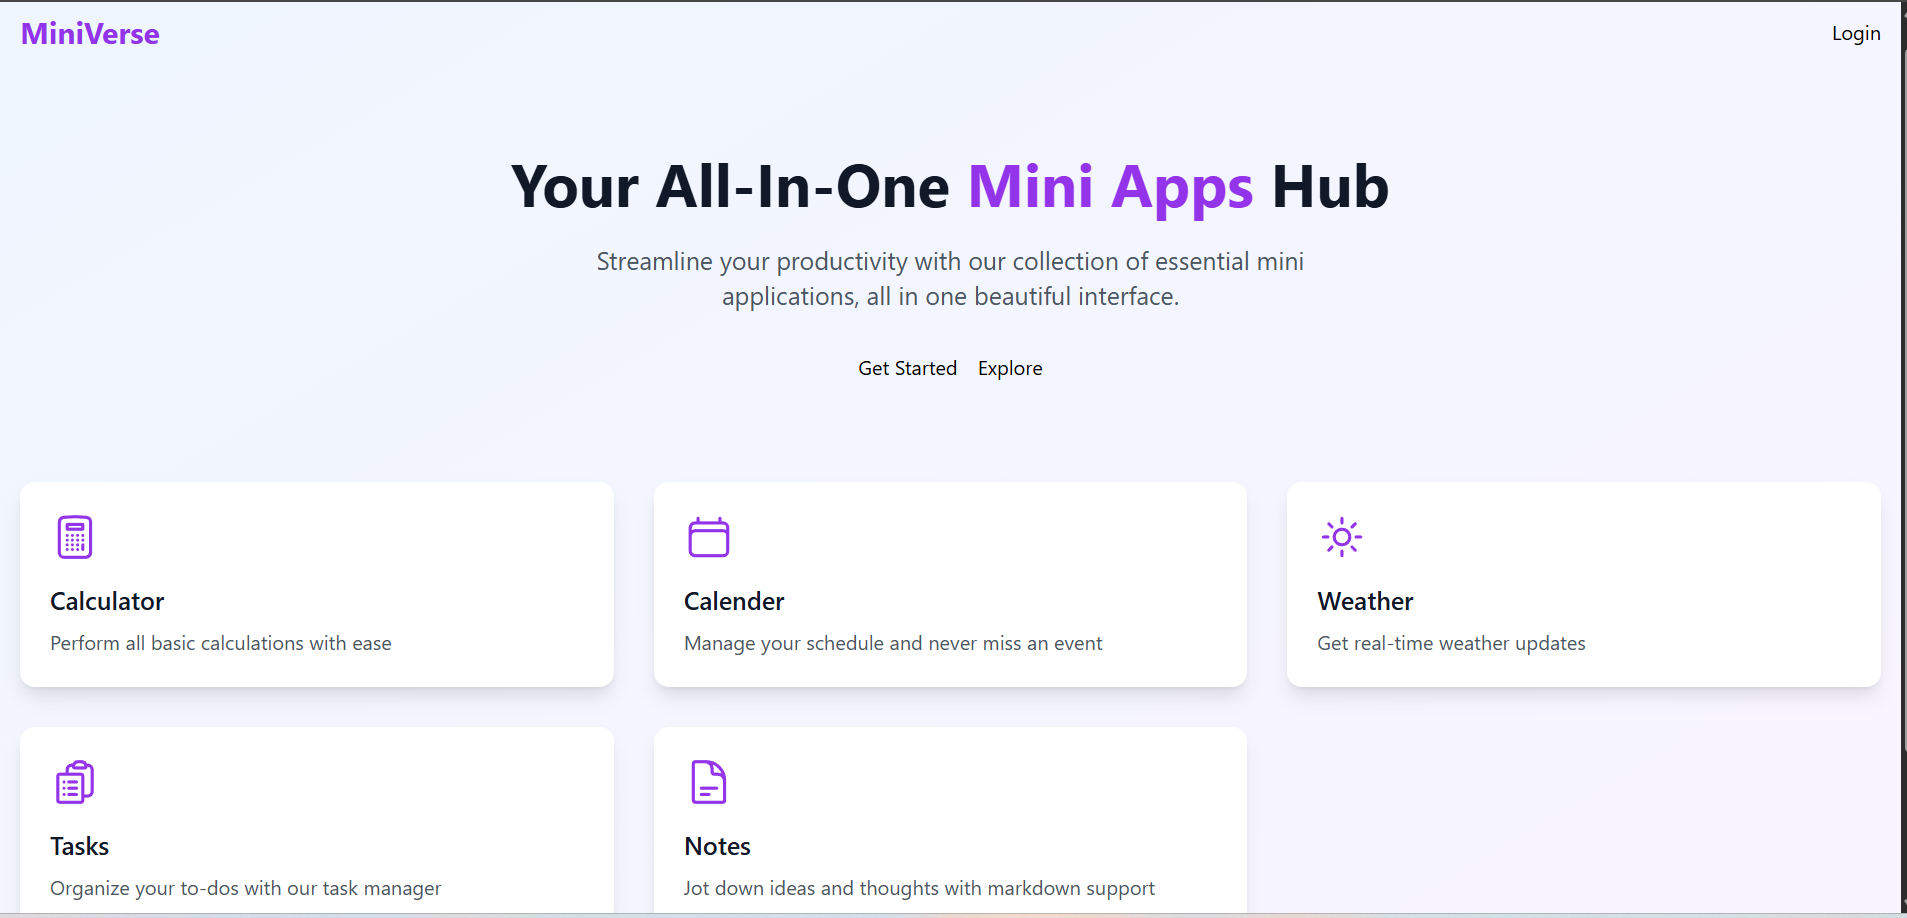 MiniVerse
Login
Your All-In-One Mini Apps Hub
Streamline your productivity with our collection of essential mini
applications, all in one beautiful interface.
Get Started
Explore
Calculator
Perform all basic calculations with ease
Calender
Manage your schedule and never miss an event
Weather
Get real-time weather updates
Tasks
Organize your to-dos with our task manager
Notes
Jot down ideas and thoughts with markdown support